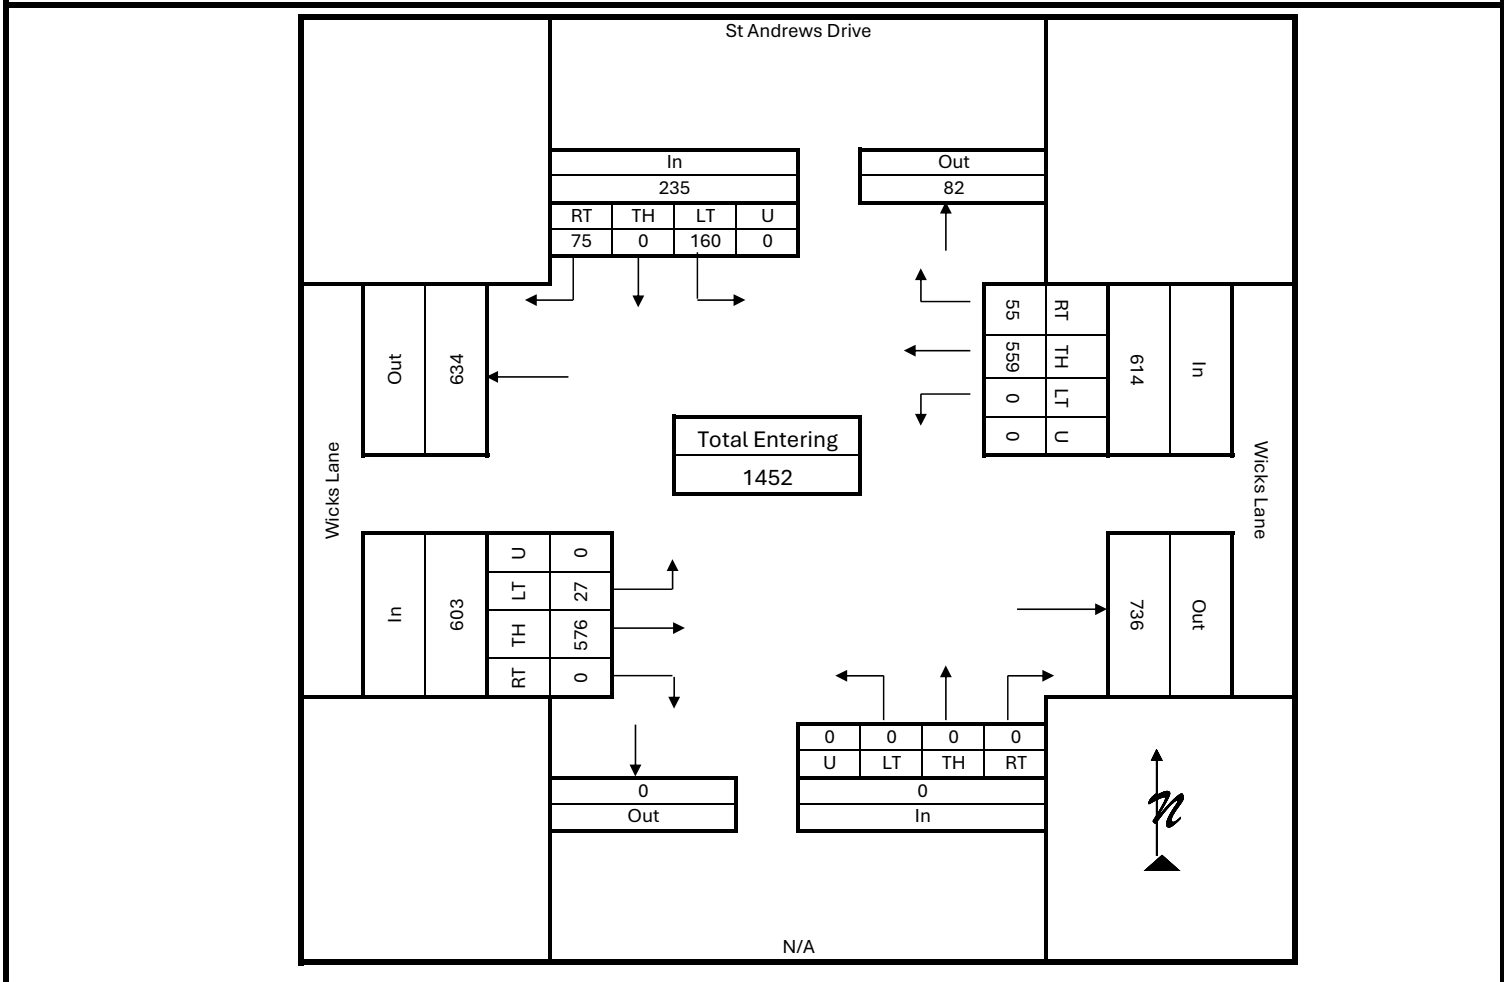 St Andrews Drive
In
Out
235
82
RT TH LT U
75 0 160 0
Out
634
55 RT
559 TH
0 LT
0 U
614
In
Total Entering
1452
Wicks Lane
Wicks Lane
In
603
U 0
LT 27
TH 576
RT 0
736
Out
0 0 0 0
U LT TH RT
0
In
0
Out
N
N/A